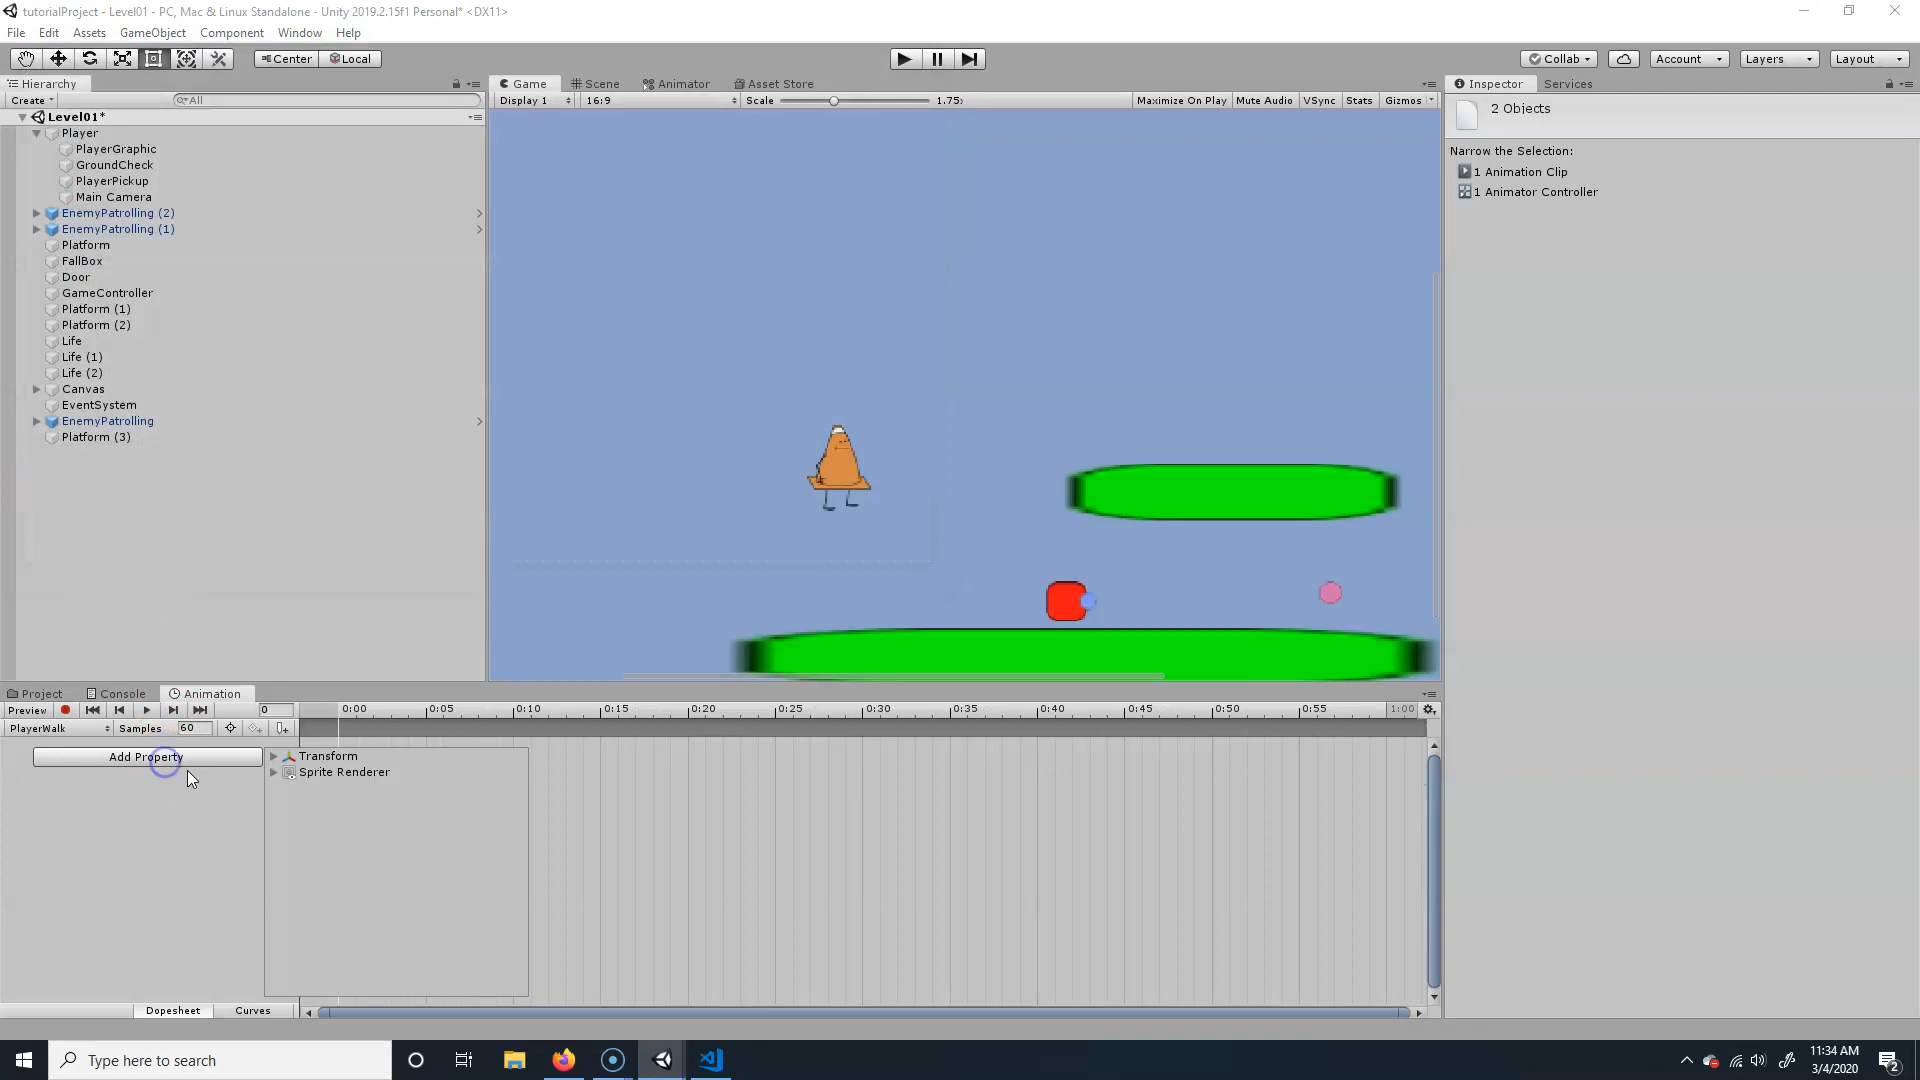 tutorialProject - Level01 - PC, Mac & Linux Standalone - Unity 2019.2.15f1 Personal* <DX11>
File Edit Assets GameObject Component Window Help
Center Local Collab Account Layers Layout
Hierarchy Game Scene Animator Asset Store Inspector Services
Create All Display 1 16:9 Scale 1.75x Maximize On Play Mute Audio VSync Stats Gizmos
2 Objects
Level01*
Player
PlayerGraphic
GroundCheck
PlayerPickup
Main Camera
EnemyPatrolling (2)
EnemyPatrolling (1)
Platform
FallBox
Door
GameController
Platform (1)
Platform (2)
Life
Life (1)
Life (2)
Canvas
EventSystem
EnemyPatrolling
Platform (3)
Narrow the Selection:
1 Animation Clip
1 Animator Controller
Project Console Animation
Preview 0 0:00 0:05 0:10 0:15 0:20 0:25 0:30 0:35 0:40 0:45 0:50 0:55 1:00
PlayerWalk Samples 60
Add Property
Transform
Sprite Renderer
Dopesheet Curves
Type here to search
11:34 AM
3/4/2020
2